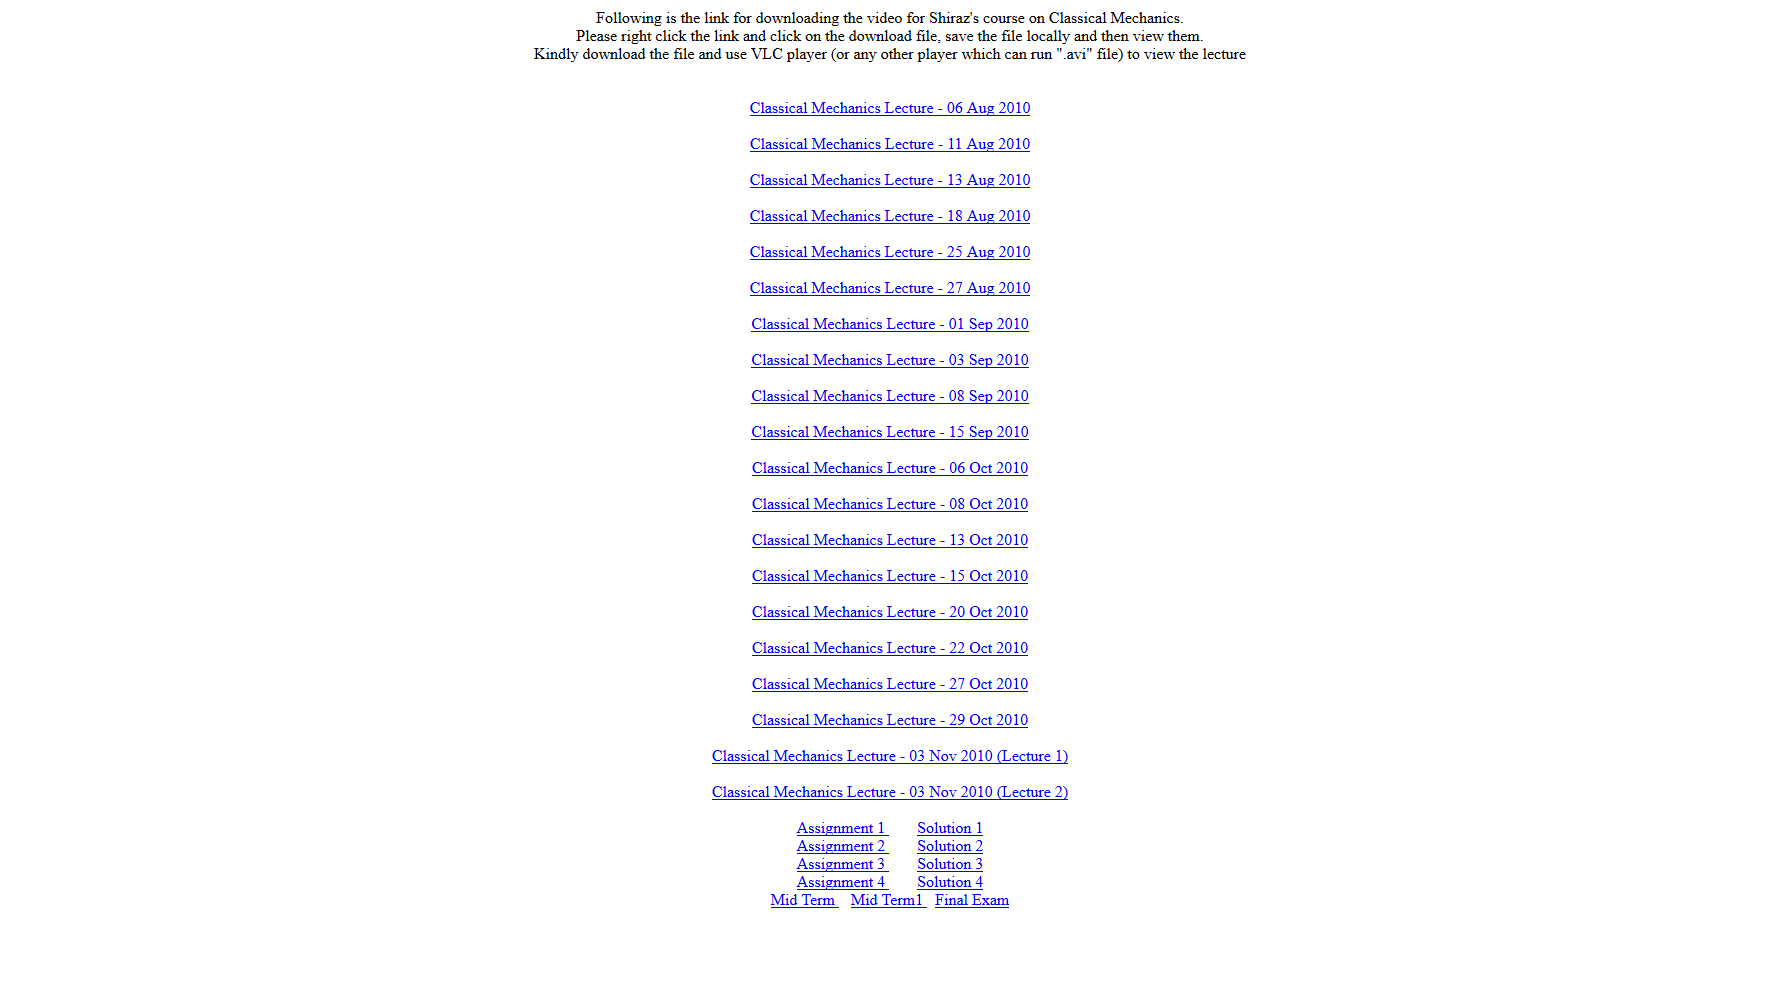 Following is the link for downloading the video for Shiraz's course on Classical Mechanics.
Please right click the link and click on the download file, save the file locally and then view them.
Kindly download the file and use VLC player (or any other player which can run ".avi" file) to view the lecture
Classical Mechanics Lecture - 06 Aug 2010
Classical Mechanics Lecture - 11 Aug 2010
Classical Mechanics Lecture - 13 Aug 2010
Classical Mechanics Lecture - 18 Aug 2010
Classical Mechanics Lecture - 25 Aug 2010
Classical Mechanics Lecture - 27 Aug 2010
Classical Mechanics Lecture - 01 Sep 2010
Classical Mechanics Lecture - 03 Sep 2010
Classical Mechanics Lecture - 08 Sep 2010
Classical Mechanics Lecture - 15 Sep 2010
Classical Mechanics Lecture - 06 Oct 2010
Classical Mechanics Lecture - 08 Oct 2010
Classical Mechanics Lecture - 13 Oct 2010
Classical Mechanics Lecture - 15 Oct 2010
Classical Mechanics Lecture - 20 Oct 2010
Classical Mechanics Lecture - 22 Oct 2010
Classical Mechanics Lecture - 27 Oct 2010
Classical Mechanics Lecture - 29 Oct 2010
Classical Mechanics Lecture - 03 Nov 2010 (Lecture 1)
Classical Mechanics Lecture - 03 Nov 2010 (Lecture 2)
Assignment 1 Solution 1
Assignment 2 Solution 2
Assignment 3 Solution 3
Assignment 4 Solution 4
Mid Term Mid Term1 Final Exam